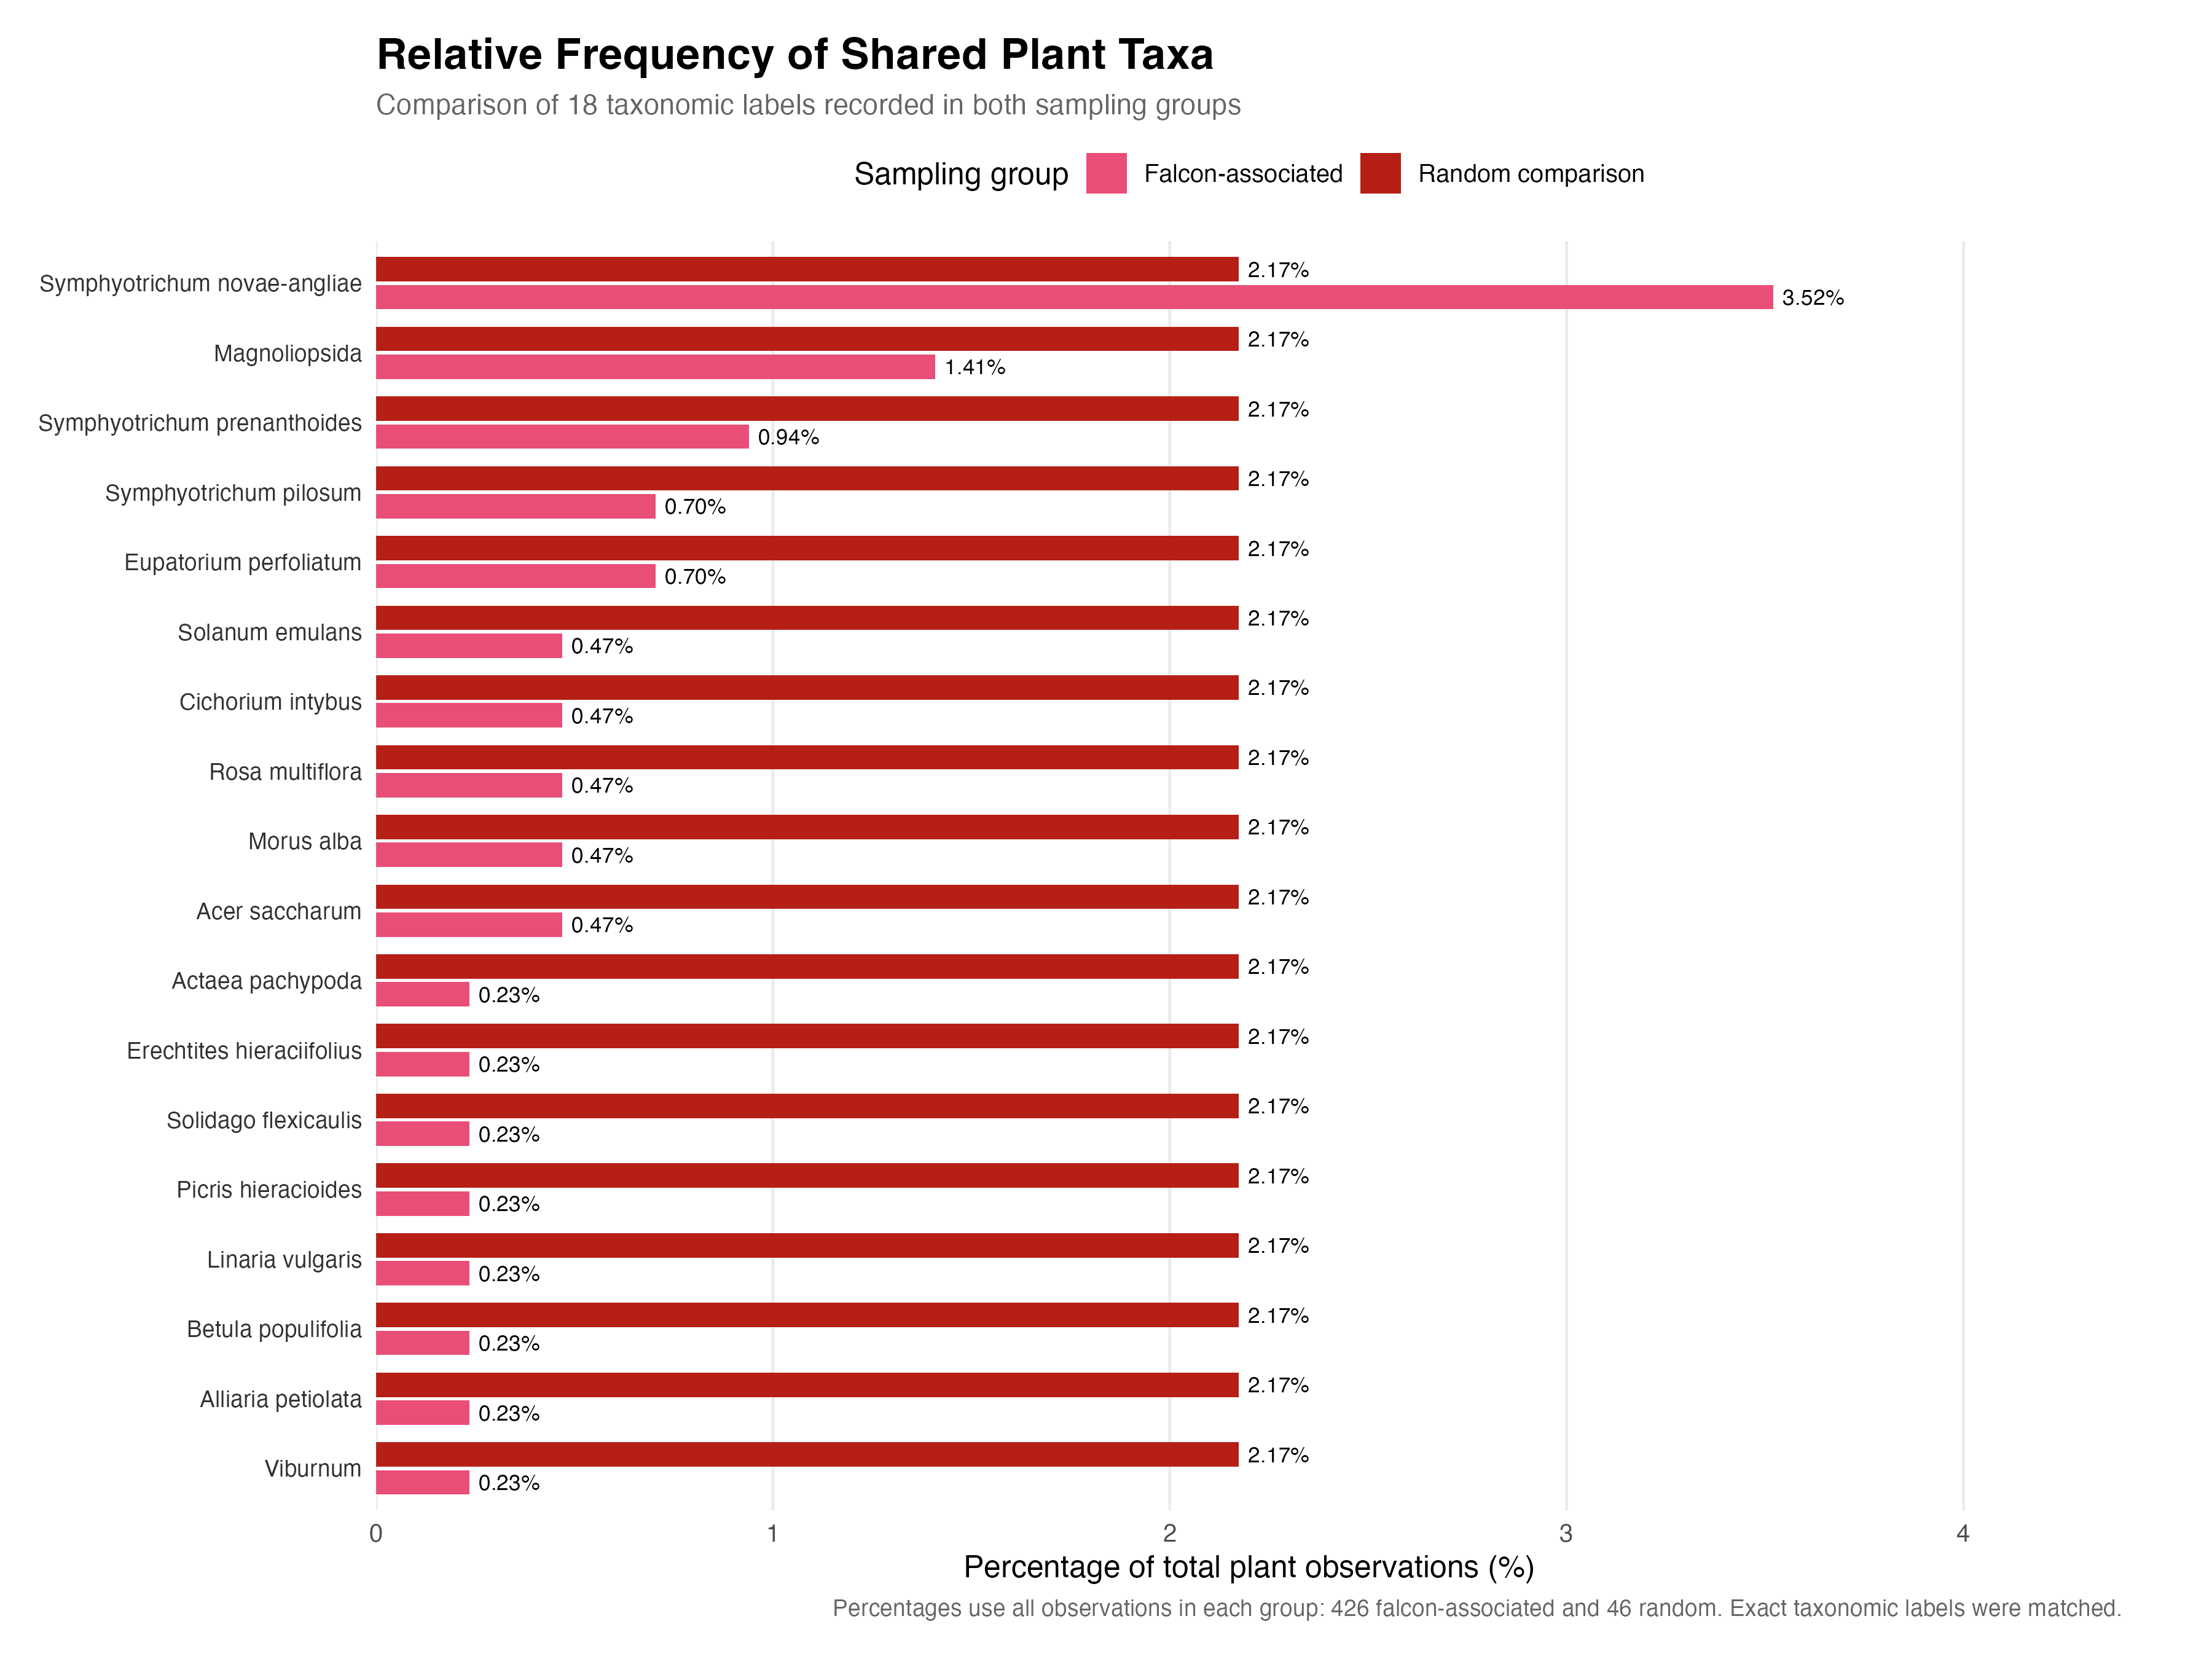 Relative Frequency of Shared Plant Taxa
Comparison of 18 taxonomic labels recorded in both sampling groups
Sampling group Falcon-associated Random comparison
Symphyotrichum novae-angliae 2.17% 3.52%
Magnoliopsida 2.17% 1.41%
Symphyotrichum prenanthoides 2.17% 0.94%
Symphyotrichum pilosum 2.17% 0.70%
Eupatorium perfoliatum 2.17% 0.70%
Solanum emulans 2.17% 0.47%
Cichorium intybus 2.17% 0.47%
Rosa multiflora 2.17% 0.47%
Morus alba 2.17% 0.47%
Acer saccharum 2.17% 0.47%
Actaea pachypoda 2.17% 0.23%
Erechtites hieraciifolius 2.17% 0.23%
Solidago flexicaulis 2.17% 0.23%
Picris hieracioides 2.17% 0.23%
Linaria vulgaris 2.17% 0.23%
Betula populifolia 2.17% 0.23%
Alliaria petiolata 2.17% 0.23%
Viburnum 2.17% 0.23%
0 1 2 3 4
Percentage of total plant observations (%)
Percentages use all observations in each group: 426 falcon-associated and 46 random. Exact taxonomic labels were matched.